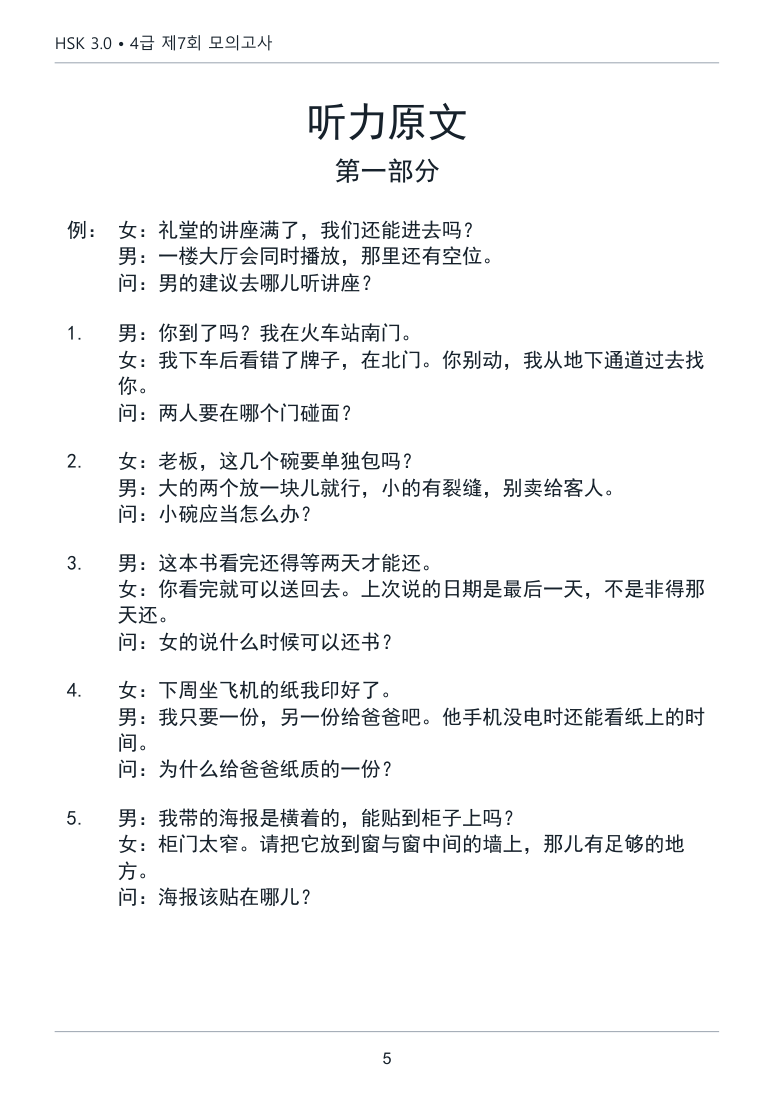 HSK 3.0 • 4급 제7회 모의고사
听力原文
第一部分
例： 女：礼堂的讲座满了，我们还能进去吗？
男：一楼大厅会同时播放，那里还有空位。
问：男的建议去哪儿听讲座？
1. 男：你到了吗？我在火车站南门。
女：我下车后看错了牌子，在北门。你别动，我从地下通道过去找
你。
问：两人要在哪个门碰面？
2. 女：老板，这几个碗要单独包吗？
男：大的两个放一块儿就行，小的有裂缝，别卖给客人。
问：小碗应当怎么办？
3. 男：这本书看完还得等两天才能还。
女：你看完就可以送回去。上次说的日期是最后一天，不是非得那
天还。
问：女的说什么时候可以还书？
4. 女：下周坐飞机的纸我印好了。
男：我只要一份，另一份给爸爸吧。他手机没电时还能看纸上的时
间。
问：为什么给爸爸纸质的一份？
5. 男：我带的海报是横着的，能贴到柜子上吗？
女：柜门太窄。请把它放到窗与窗中间的墙上，那儿有足够的地
方。
问：海报该贴在哪儿？
5